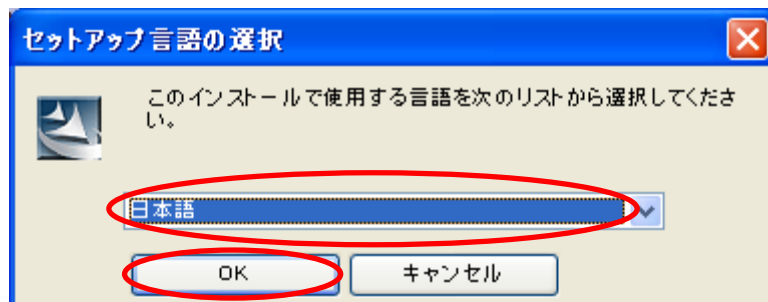 セットアップ言語の選択
このインストールで使用する言語を次のリストから選択してくださ
い。
日本語
OK キャンセル